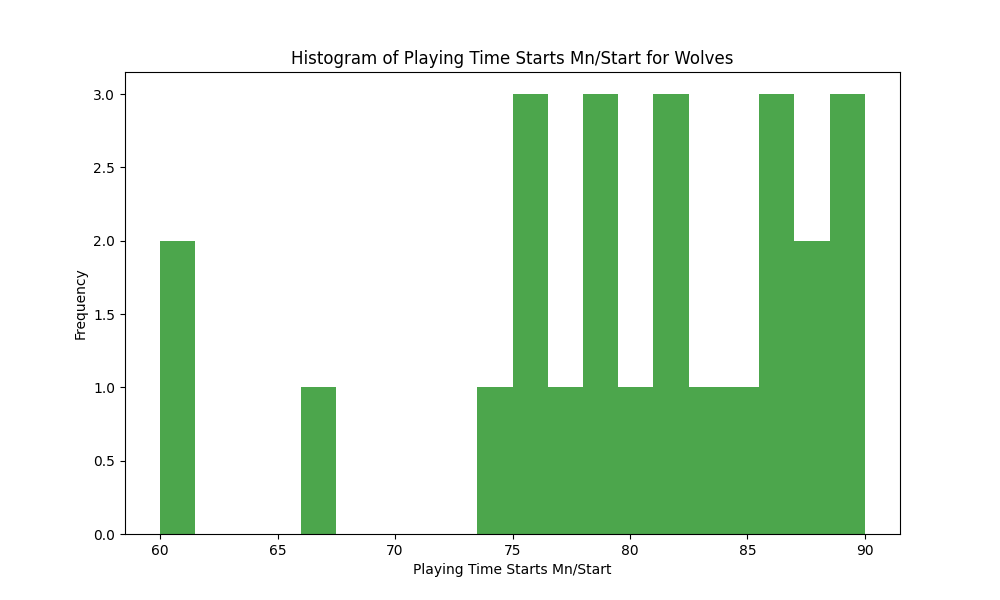 Histogram of Playing Time Starts Mn/Start for Wolves
3.0
2.5
2.0
1.5
1.0
0.5
0.0
Frequency
60 65 70 75 80 85 90
Playing Time Starts Mn/Start